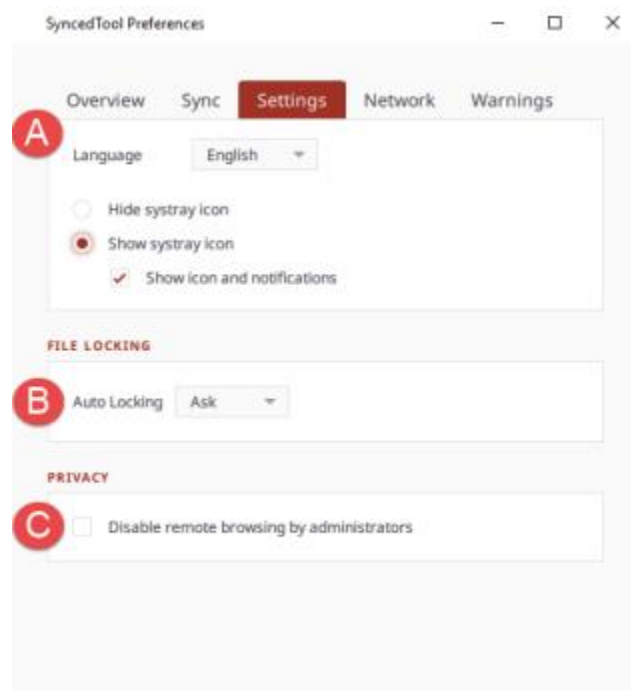 SyncedTool Preferences
Overview Sync Settings Network Warnings
A
Language English
Hide systray icon
Show systray icon
Show icon and notifications
FILE LOCKING
B
Auto Locking Ask
PRIVACY
C
Disable remote browsing by administrators